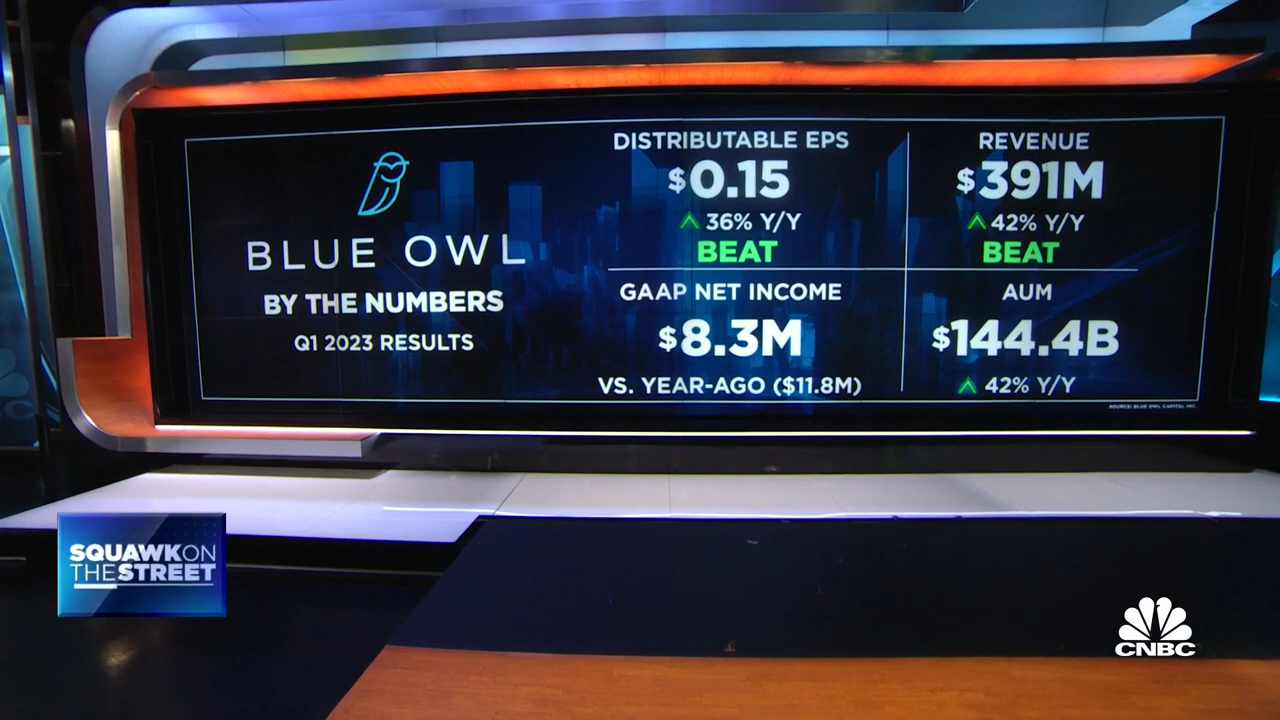 BLUE OWL
BY THE NUMBERS
Q1 2023 RESULTS
DISTRIBUTABLE EPS
$0.15
36% Y/Y
BEAT
REVENUE
$391M
42% Y/Y
BEAT
GAAP NET INCOME
$8.3M
VS. YEAR-AGO ($11.8M)
AUM
$144.4B
42% Y/Y
SOURCE: BLUE OWL CAPITAL INC.
SQUAWK ON
THE STREET
CNBC